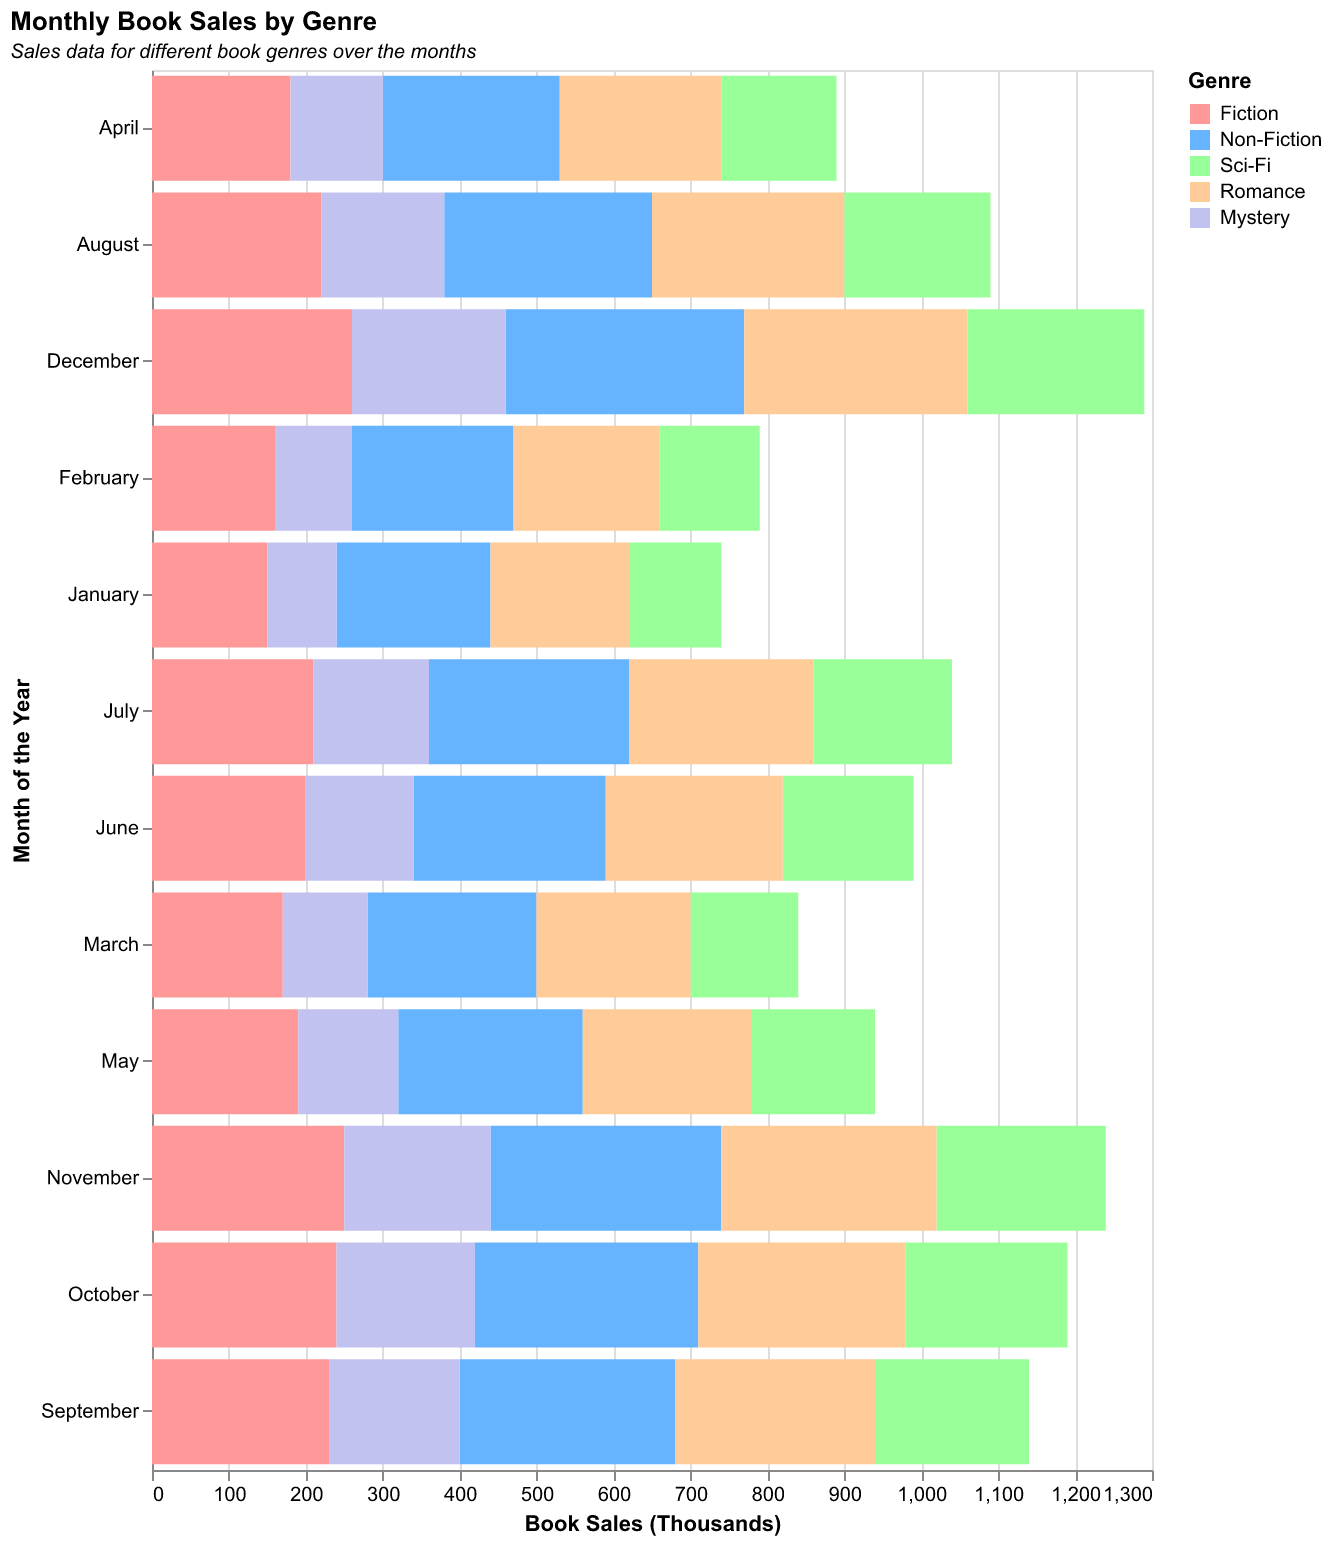 Monthly Book Sales by Genre
Sales data for different book genres over the months
Genre
Fiction
Non-Fiction
Sci-Fi
Romance
Mystery
Month of the Year
April
August
December
February
January
July
June
March
May
November
October
September
0 100 200 300 400 500 600 700 800 900 1,000 1,100 1,200 1,300
Book Sales (Thousands)